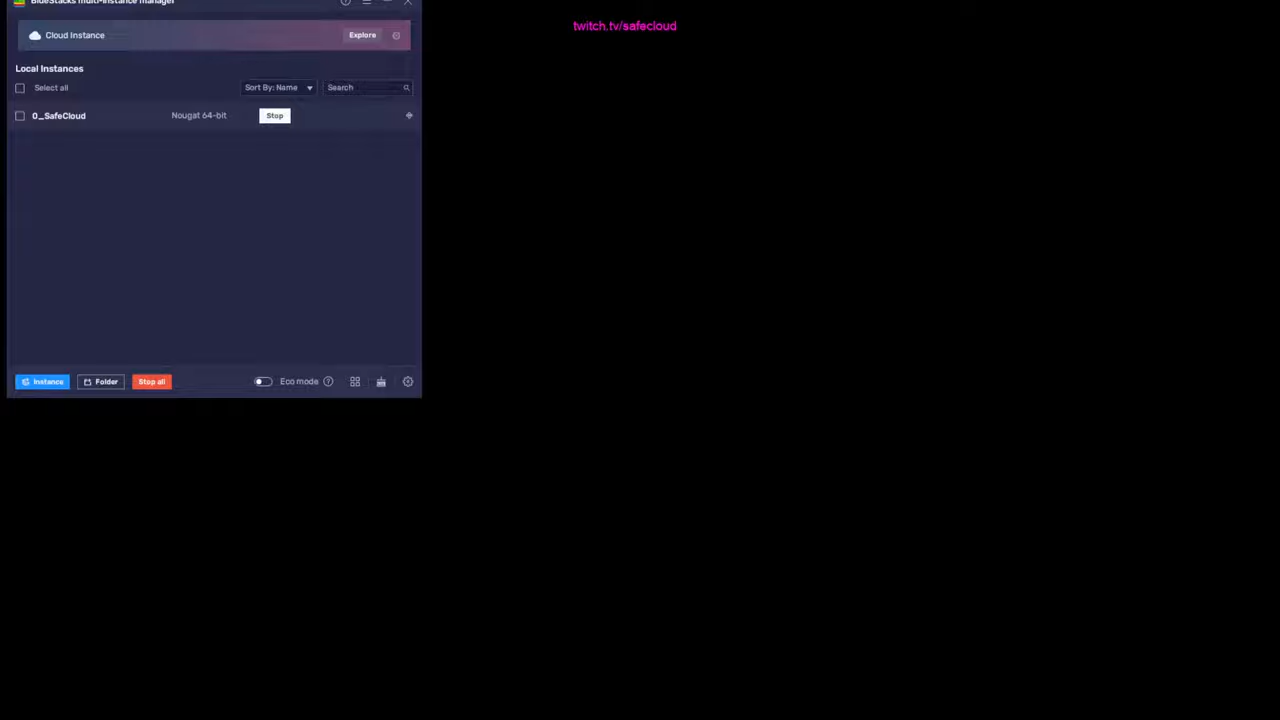 BlueStacks multi-instance manager
twitch.tv/safecloud
Cloud Instance
Explore
Local Instances
Select all
Sort By: Name
Search
0_SafeCloud
Nougat 64-bit
Stop
Instance
Folder
Stop all
Eco mode